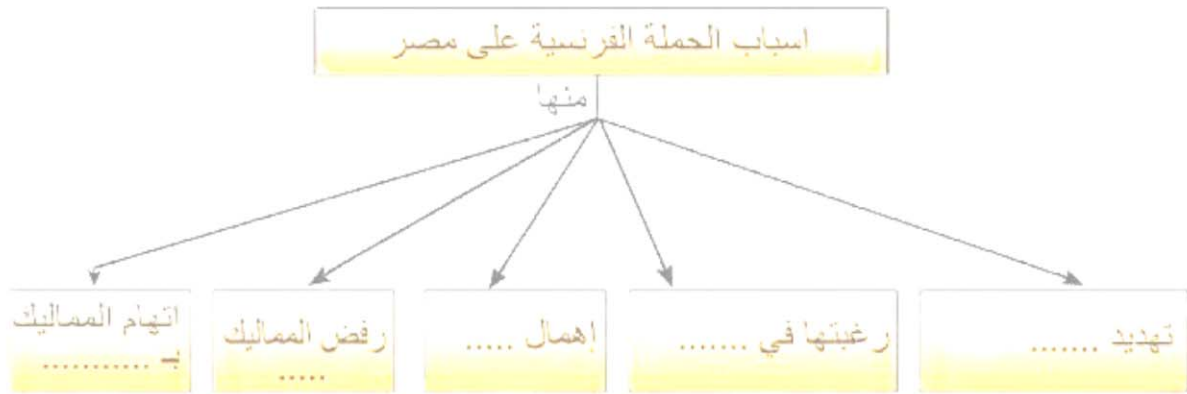 اسباب الحملة الفرنسية على مصر
منها
تهديد .......
رغبتها في .......
إهمال .....
رفض المماليك
.....
اتهام المماليك
بـ ...........